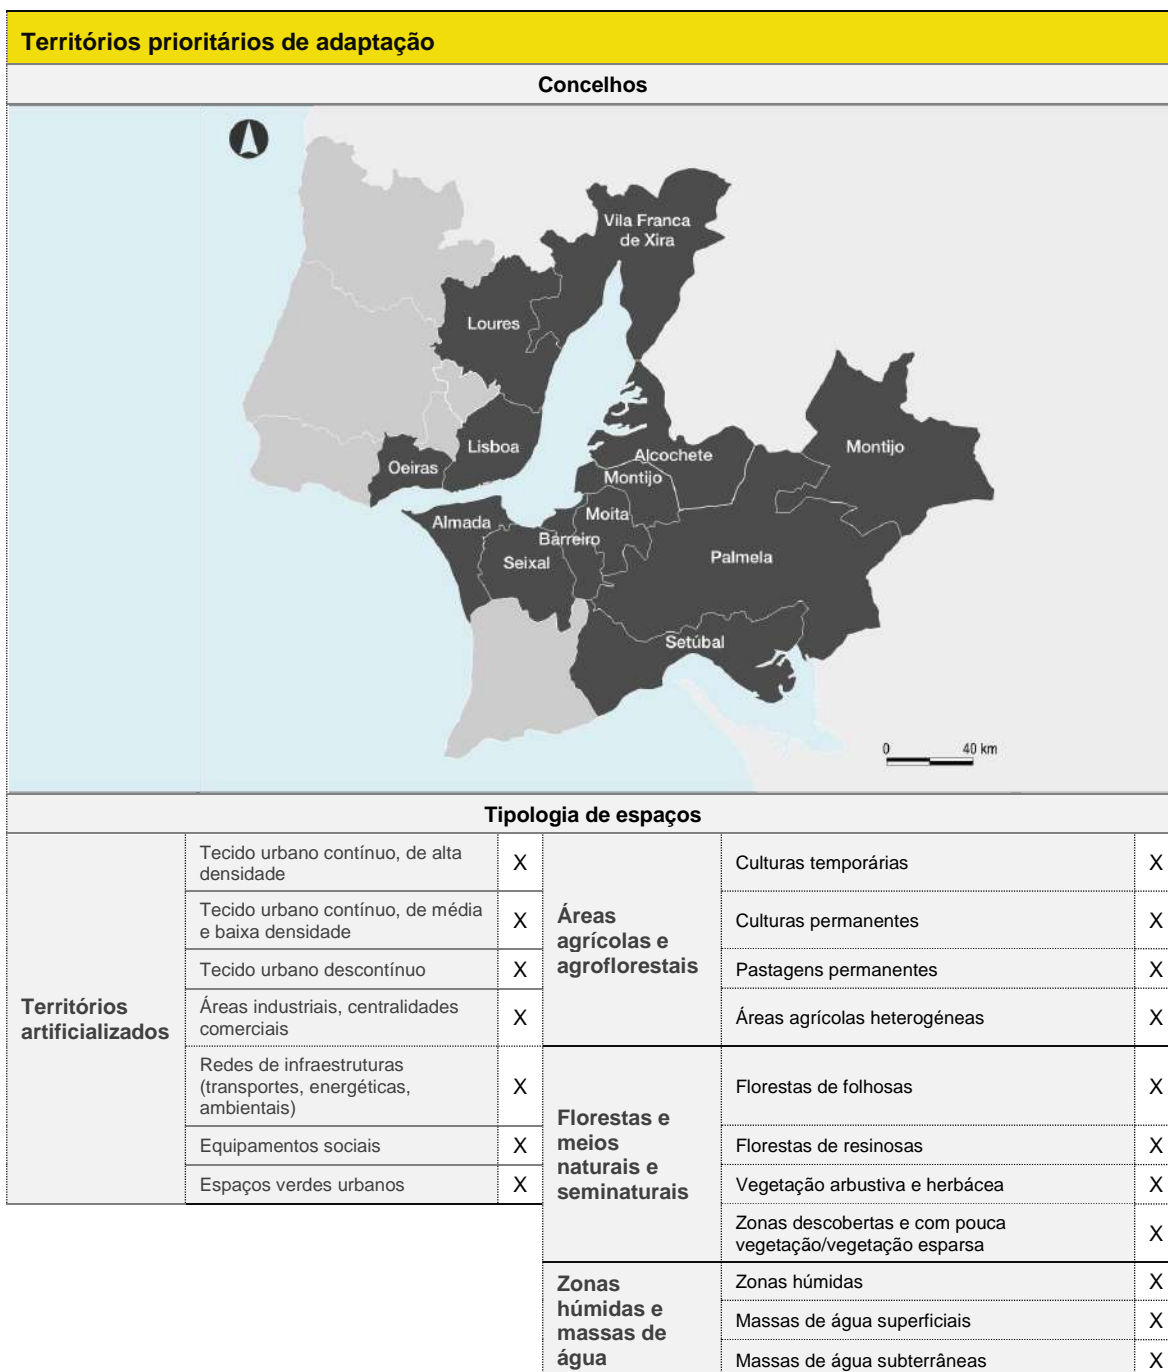 Territórios prioritários de adaptação
Concelhos
Vila Franca
de Xira
Loures
Lisboa
Oeiras
Alcochete
Montijo
Montijo
Moita
Almada
Barreiro
Seixal
Palmela
Setúbal
0 40 km
Tipologia de espaços
Territórios
artificializados
Tecido urbano contínuo, de alta
densidade
X
Tecido urbano contínuo, de média
e baixa densidade
X
Tecido urbano descontínuo
X
Áreas industriais, centralidades
comerciais
X
Redes de infraestruturas
(transportes, energéticas,
ambientais)
X
Equipamentos sociais
X
Espaços verdes urbanos
X
Áreas
agrícolas e
agroflorestais
Culturas temporárias
X
Culturas permanentes
X
Pastagens permanentes
X
Áreas agrícolas heterogéneas
X
Florestas e
meios
naturais e
seminaturais
Florestas de folhosas
X
Florestas de resinosas
X
Vegetação arbustiva e herbácea
X
Zonas descobertas e com pouca
vegetação/vegetação esparsa
X
Zonas
húmidas e
massas de
água
Zonas húmidas
X
Massas de água superficiais
X
Massas de água subterrâneas
X